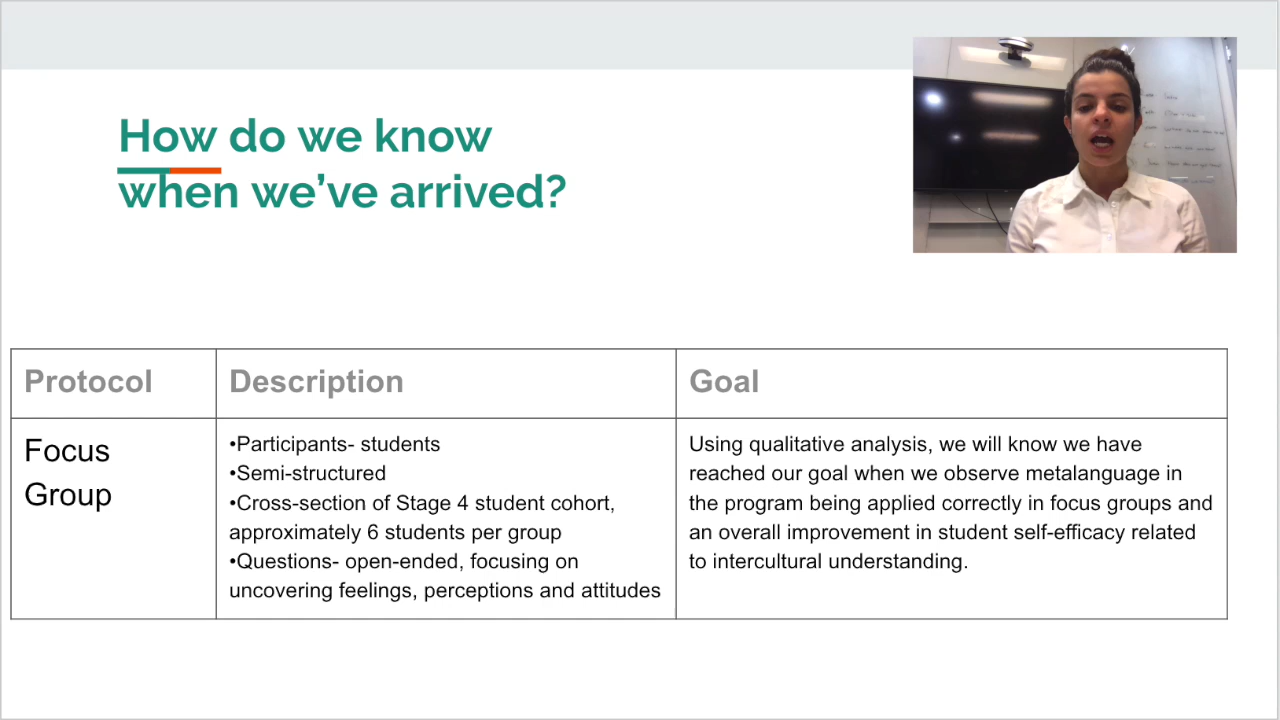 How do we know
when we’ve arrived?
Protocol
Description
Goal
Focus
Group
•Participants- students
•Semi-structured
•Cross-section of Stage 4 student cohort,
approximately 6 students per group
•Questions- open-ended, focusing on
uncovering feelings, perceptions and attitudes
Using qualitative analysis, we will know we have
reached our goal when we observe metalanguage in
the program being applied correctly in focus groups and
an overall improvement in student self-efficacy related
to intercultural understanding.